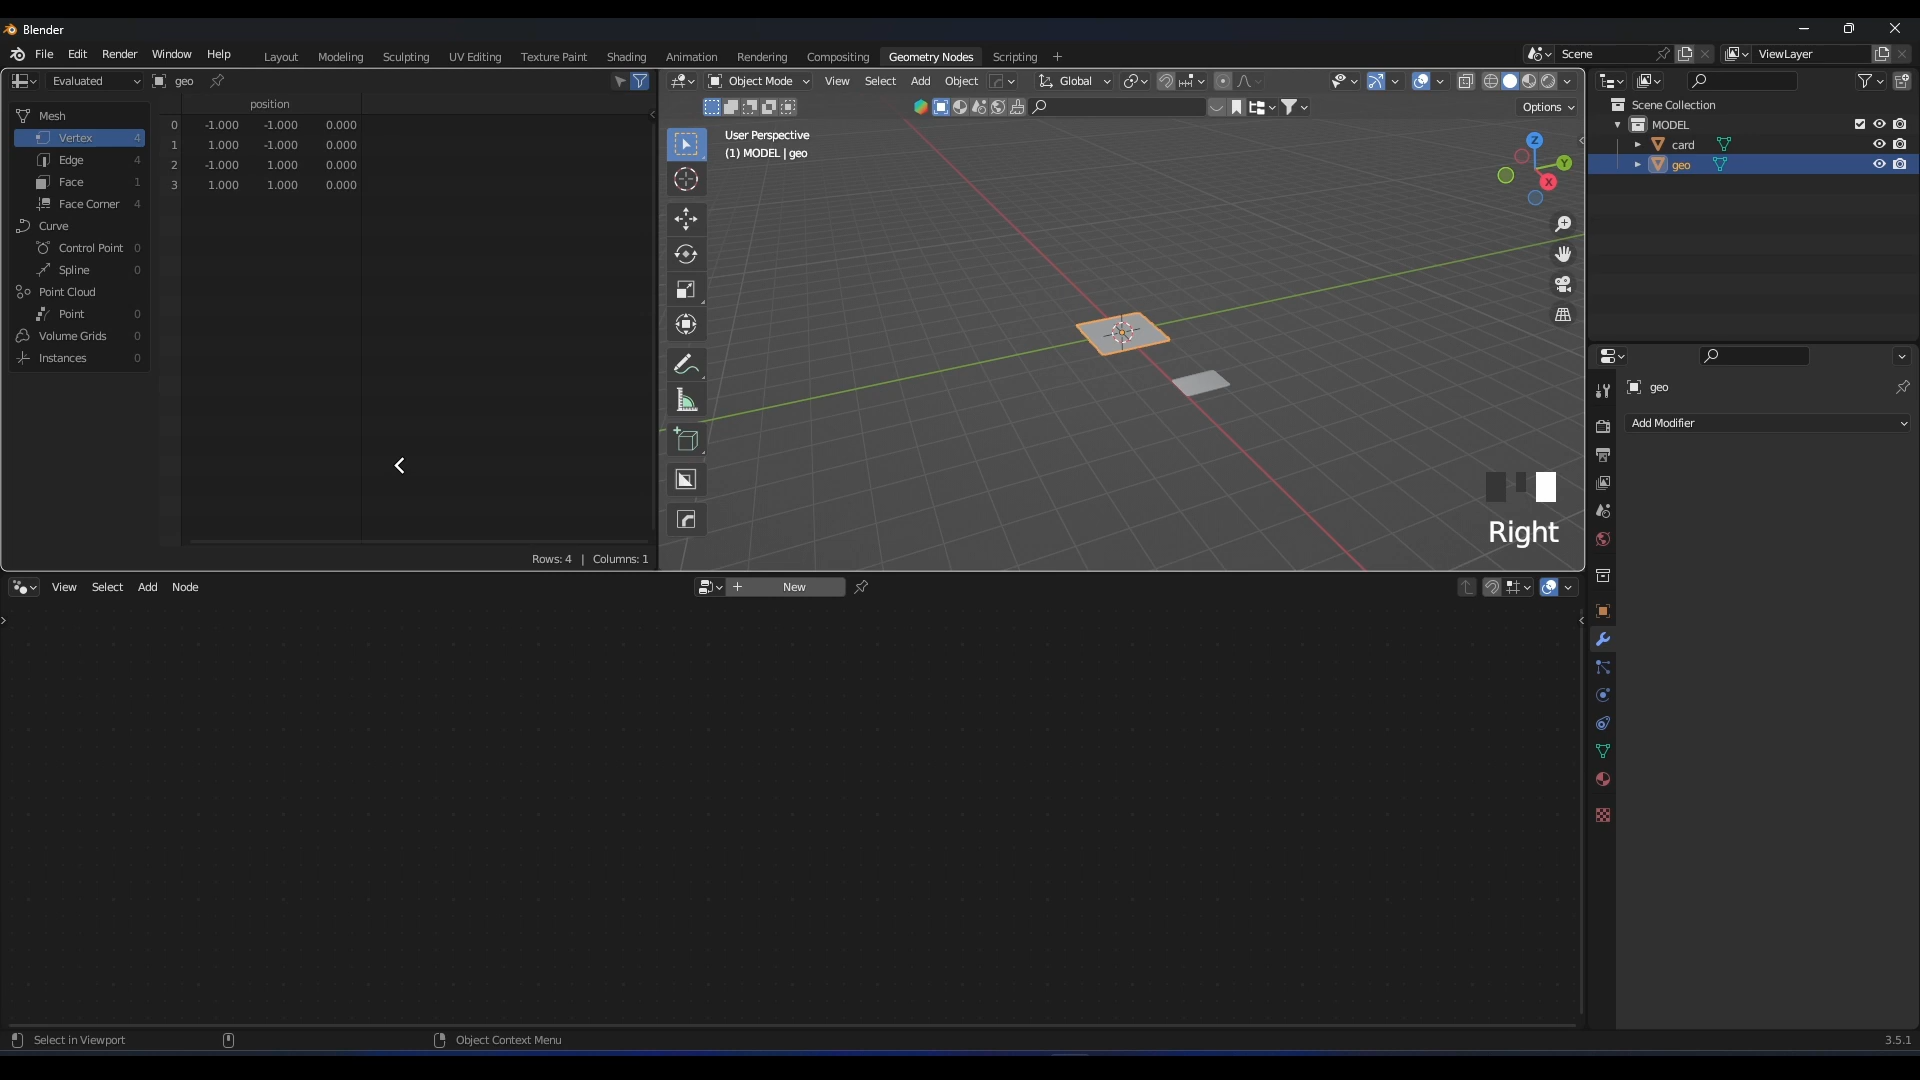 Blender
File Edit Render Window Help Layout Modeling Sculpting UV Editing Texture Paint Shading Animation Rendering Compositing Geometry Nodes Scripting + Scene ViewLayer
Evaluated geo
Object Mode View Select Add Object Global
Options
position
0 -1.000 -1.000 0.000
1 1.000 -1.000 0.000
2 -1.000 1.000 0.000
3 1.000 1.000 0.000
Mesh
Vertex 4
Edge 4
Face 1
Face Corner 4
Curve
Control Point 0
Spline 0
Point Cloud
Point 0
Volume Grids 0
Instances 0
Rows: 4 | Columns: 1
User Perspective
(1) MODEL | geo
Z
Y
X
Right
Scene Collection
MODEL
card
geo
geo
Add Modifier
View Select Add Node + New
Select in Viewport Object Context Menu 3.5.1